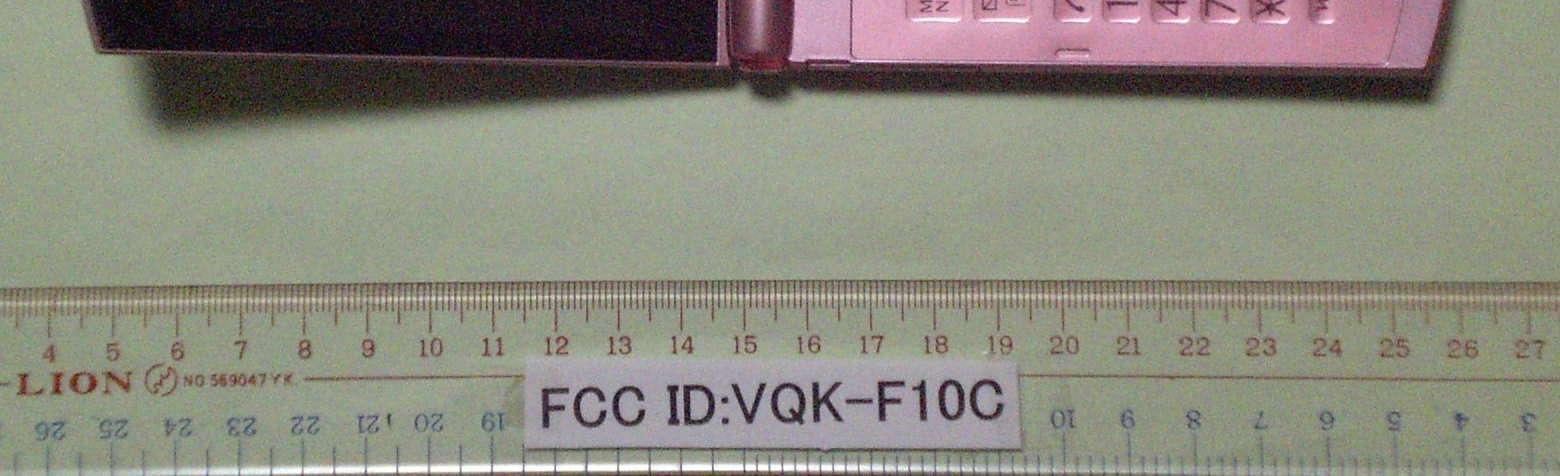 4 5 6 7 8 9 10 11 12 13 14 15 16 17 18 19 20 21 22 23 24 25 26 27
LION NO.569047 Y.K.
FCC ID:VQK-F10C
26 25 24 23 22 21 20 19 10 9 8 7 6 5 4 3